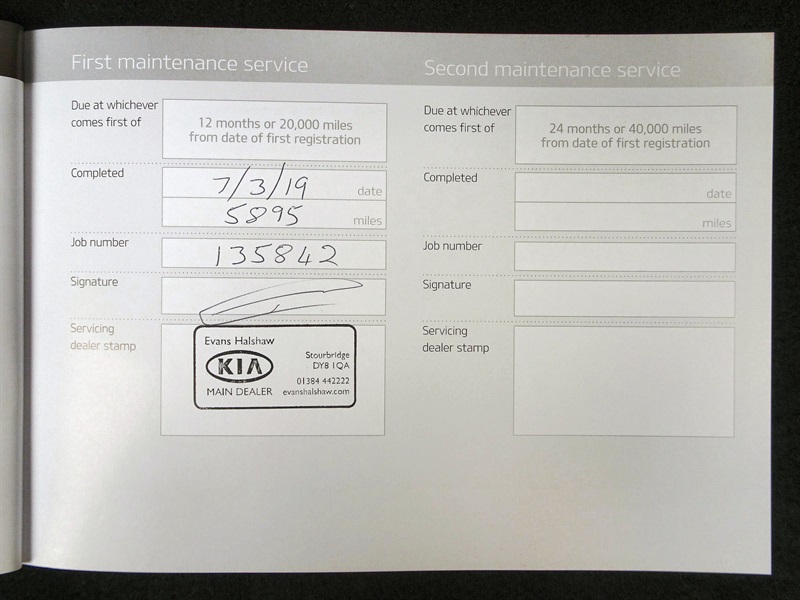 First maintenance service
Due at whichever
comes first of
12 months or 20,000 miles
from date of first registration
Completed
7/3/19 date
5895 miles
Job number
135842
Signature
Servicing
dealer stamp
Evans Halshaw
KIA
MAIN DEALER
Stourbridge
DY8 1QA
01384 442222
evanshalshaw.com
Second maintenance service
Due at whichever
comes first of
24 months or 40,000 miles
from date of first registration
Completed
date
miles
Job number
Signature
Servicing
dealer stamp